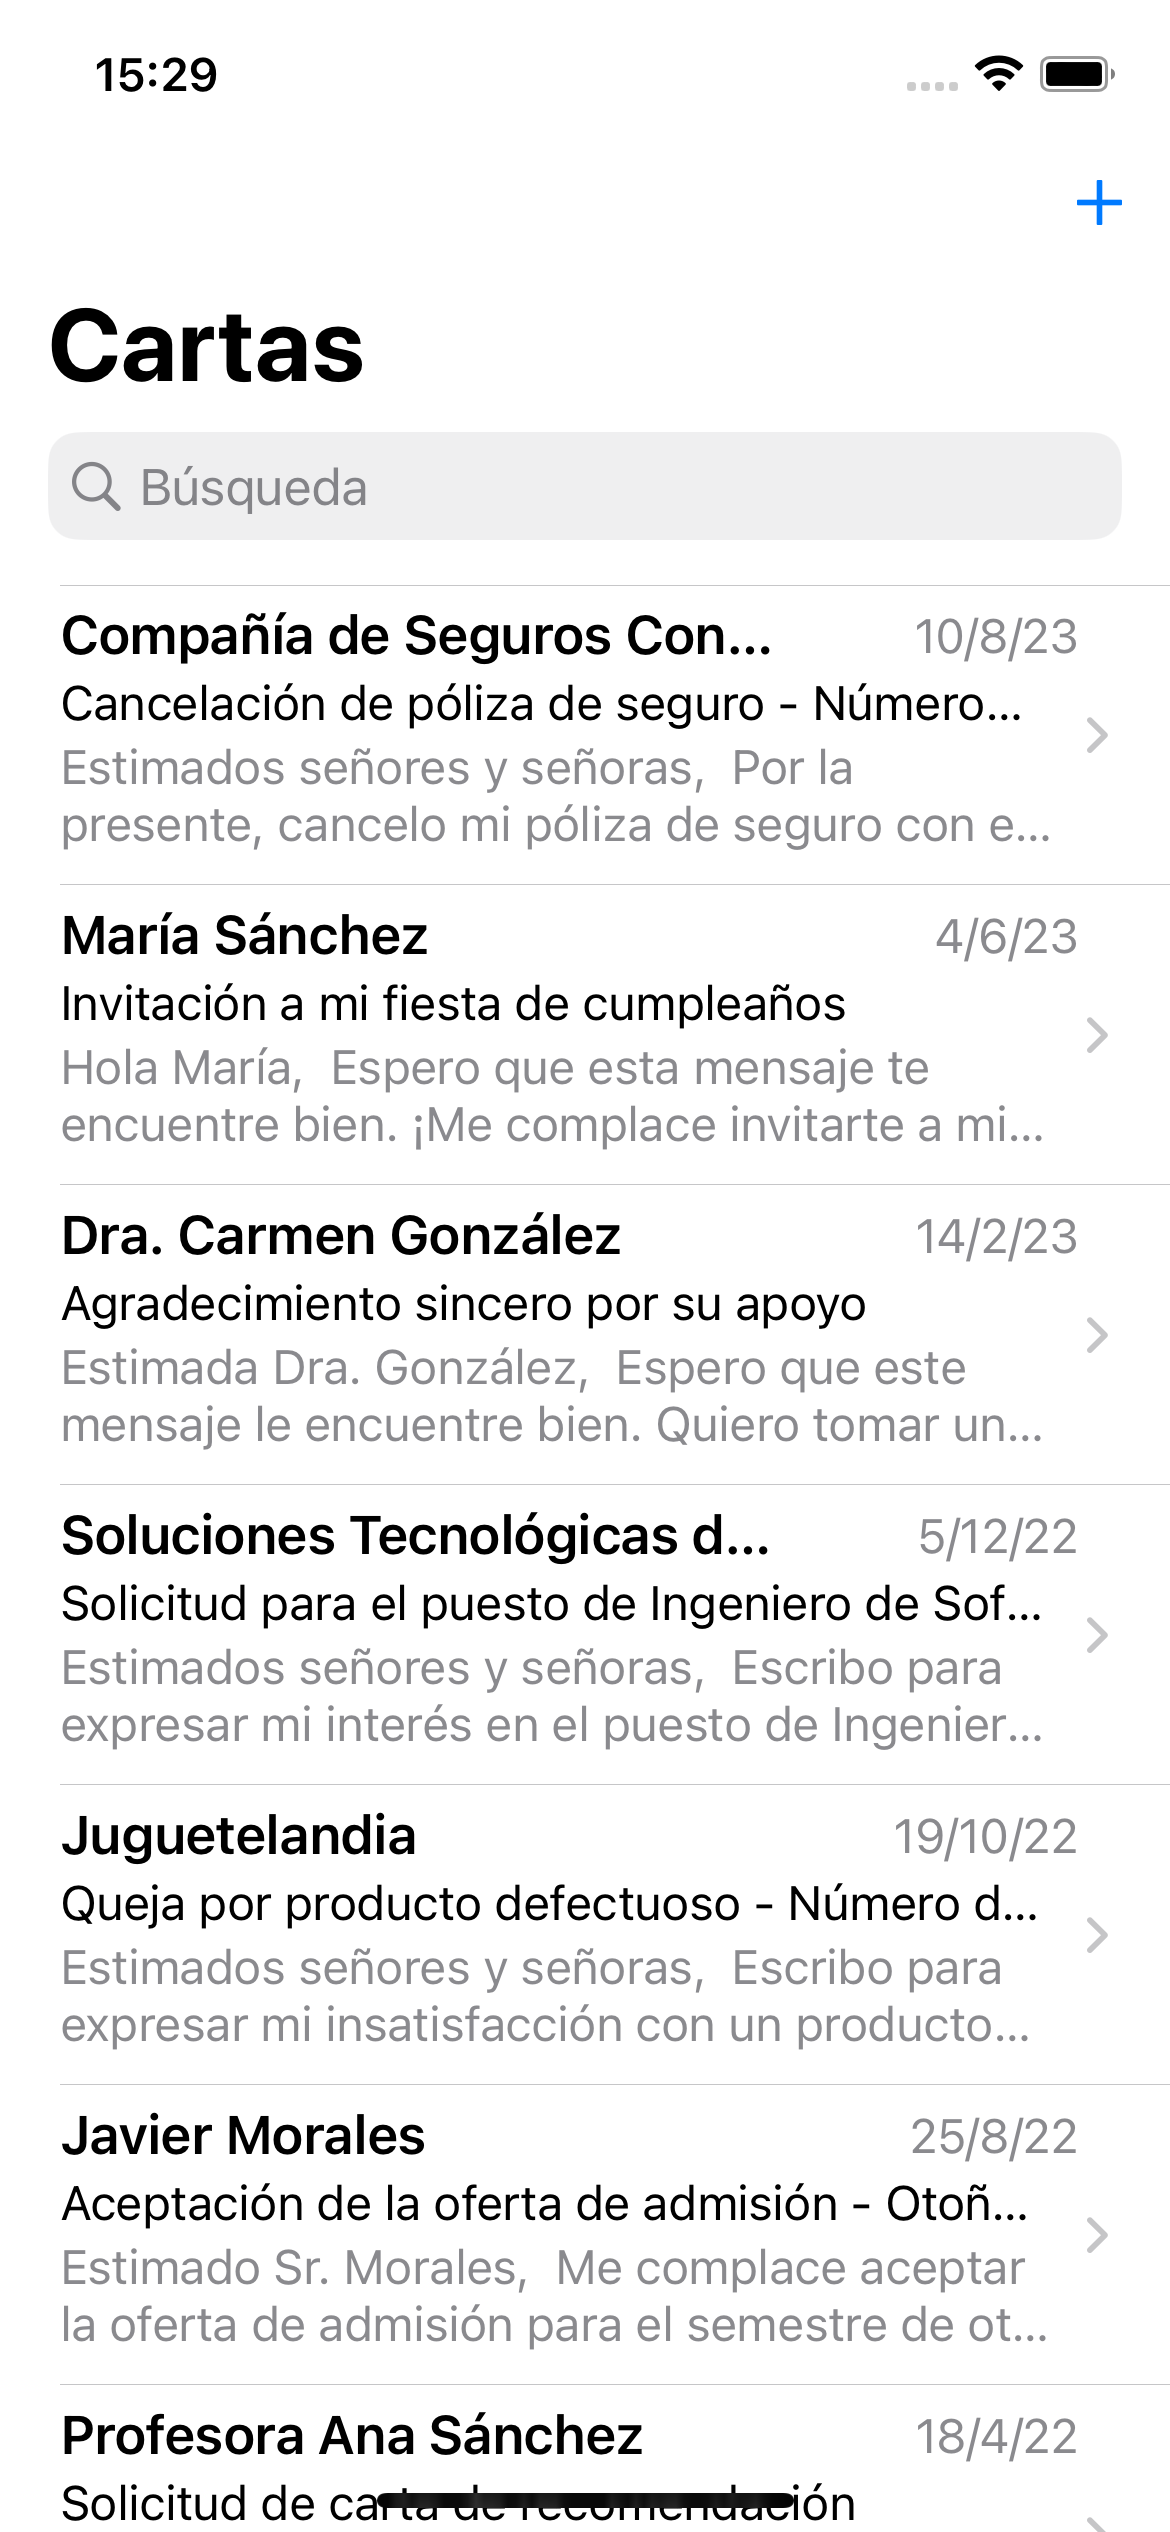 15:29
Cartas
Búsqueda
Compañía de Seguros Con... 10/8/23
Cancelación de póliza de seguro - Número...
Estimados señores y señoras,  Por la
presente, cancelo mi póliza de seguro con e...
María Sánchez 4/6/23
Invitación a mi fiesta de cumpleaños
Hola María,  Espero que esta mensaje te
encuentre bien. ¡Me complace invitarte a mi...
Dra. Carmen González 14/2/23
Agradecimiento sincero por su apoyo
Estimada Dra. González,  Espero que este
mensaje le encuentre bien. Quiero tomar un...
Soluciones Tecnológicas d... 5/12/22
Solicitud para el puesto de Ingeniero de Sof...
Estimados señores y señoras,  Escribo para
expresar mi interés en el puesto de Ingenier...
Juguetelandia 19/10/22
Queja por producto defectuoso - Número d...
Estimados señores y señoras,  Escribo para
expresar mi insatisfacción con un producto...
Javier Morales 25/8/22
Aceptación de la oferta de admisión - Otoñ...
Estimado Sr. Morales,  Me complace aceptar
la oferta de admisión para el semestre de ot...
Profesora Ana Sánchez 18/4/22
Solicitud de carta de recomendación